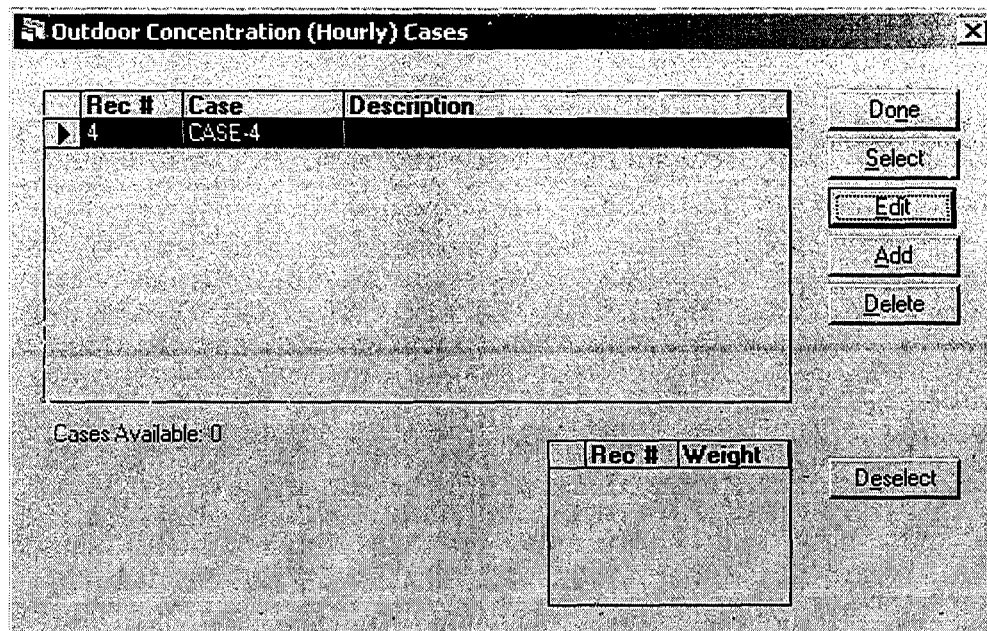 Outdoor Concentration (Hourly) Cases
Rec # Case Description
4 CASE-4
Done
Select
Edit
Add
Delete
Cases Available: 0
Rec # Weight
Deselect